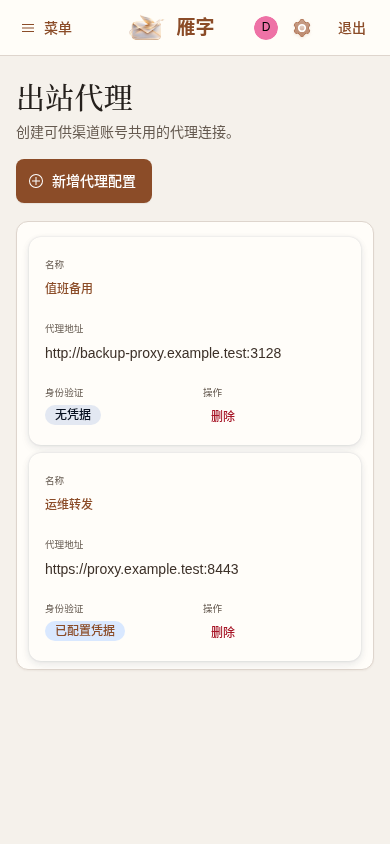 菜单
雁字
D
退出
出站代理
创建可供渠道账号共用的代理连接。
新增代理配置
名称
值班备用
代理地址
http://backup-proxy.example.test:3128
身份验证 操作
无凭据 删除
名称
运维转发
代理地址
https://proxy.example.test:8443
身份验证 操作
已配置凭据 删除